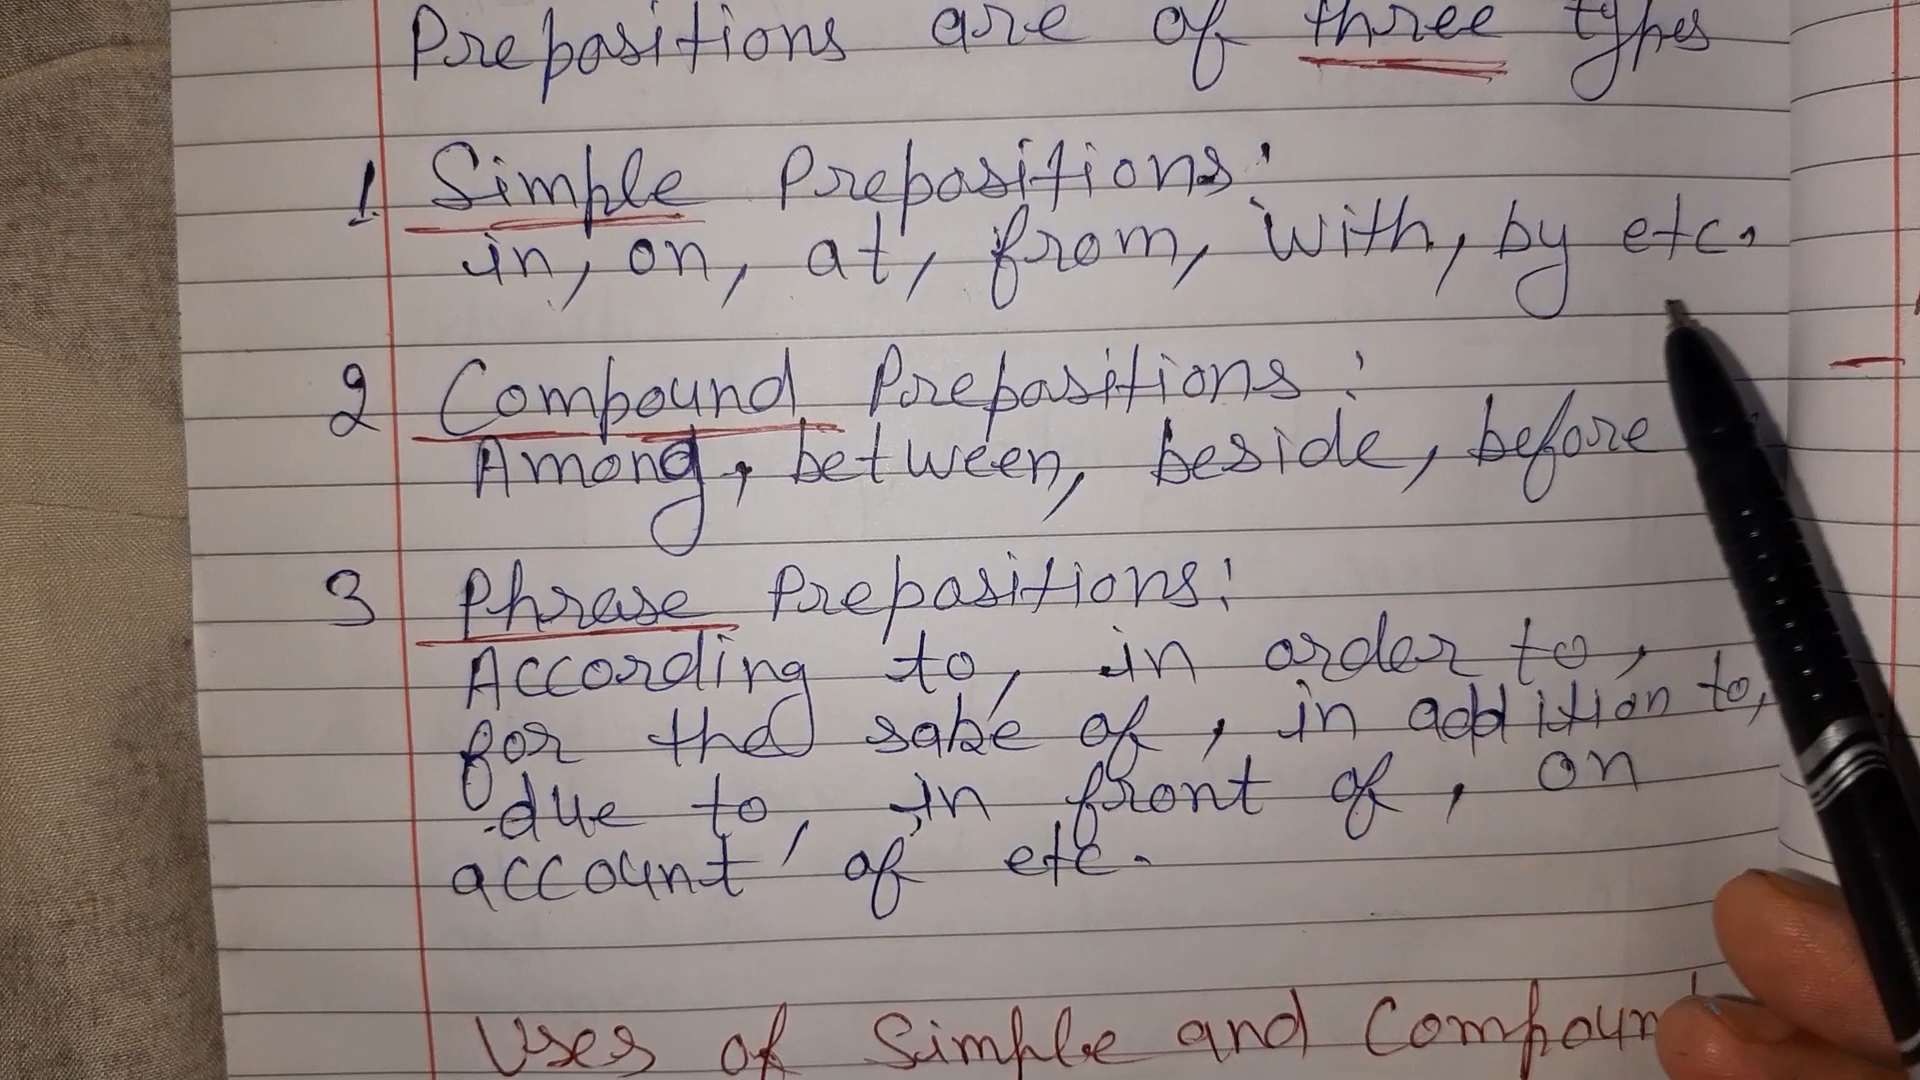 Prepositions are of three types
1. Simple Prepositions:
in, on, at, from, with, by etc.
2 Compound Prepositions:
Among, between, beside, before
3 Phrase Prepositions:
According to, in order to,
for the sake of, in addition to,
due to, in front of, on
account of etc.
Uses of Simple and Compoun